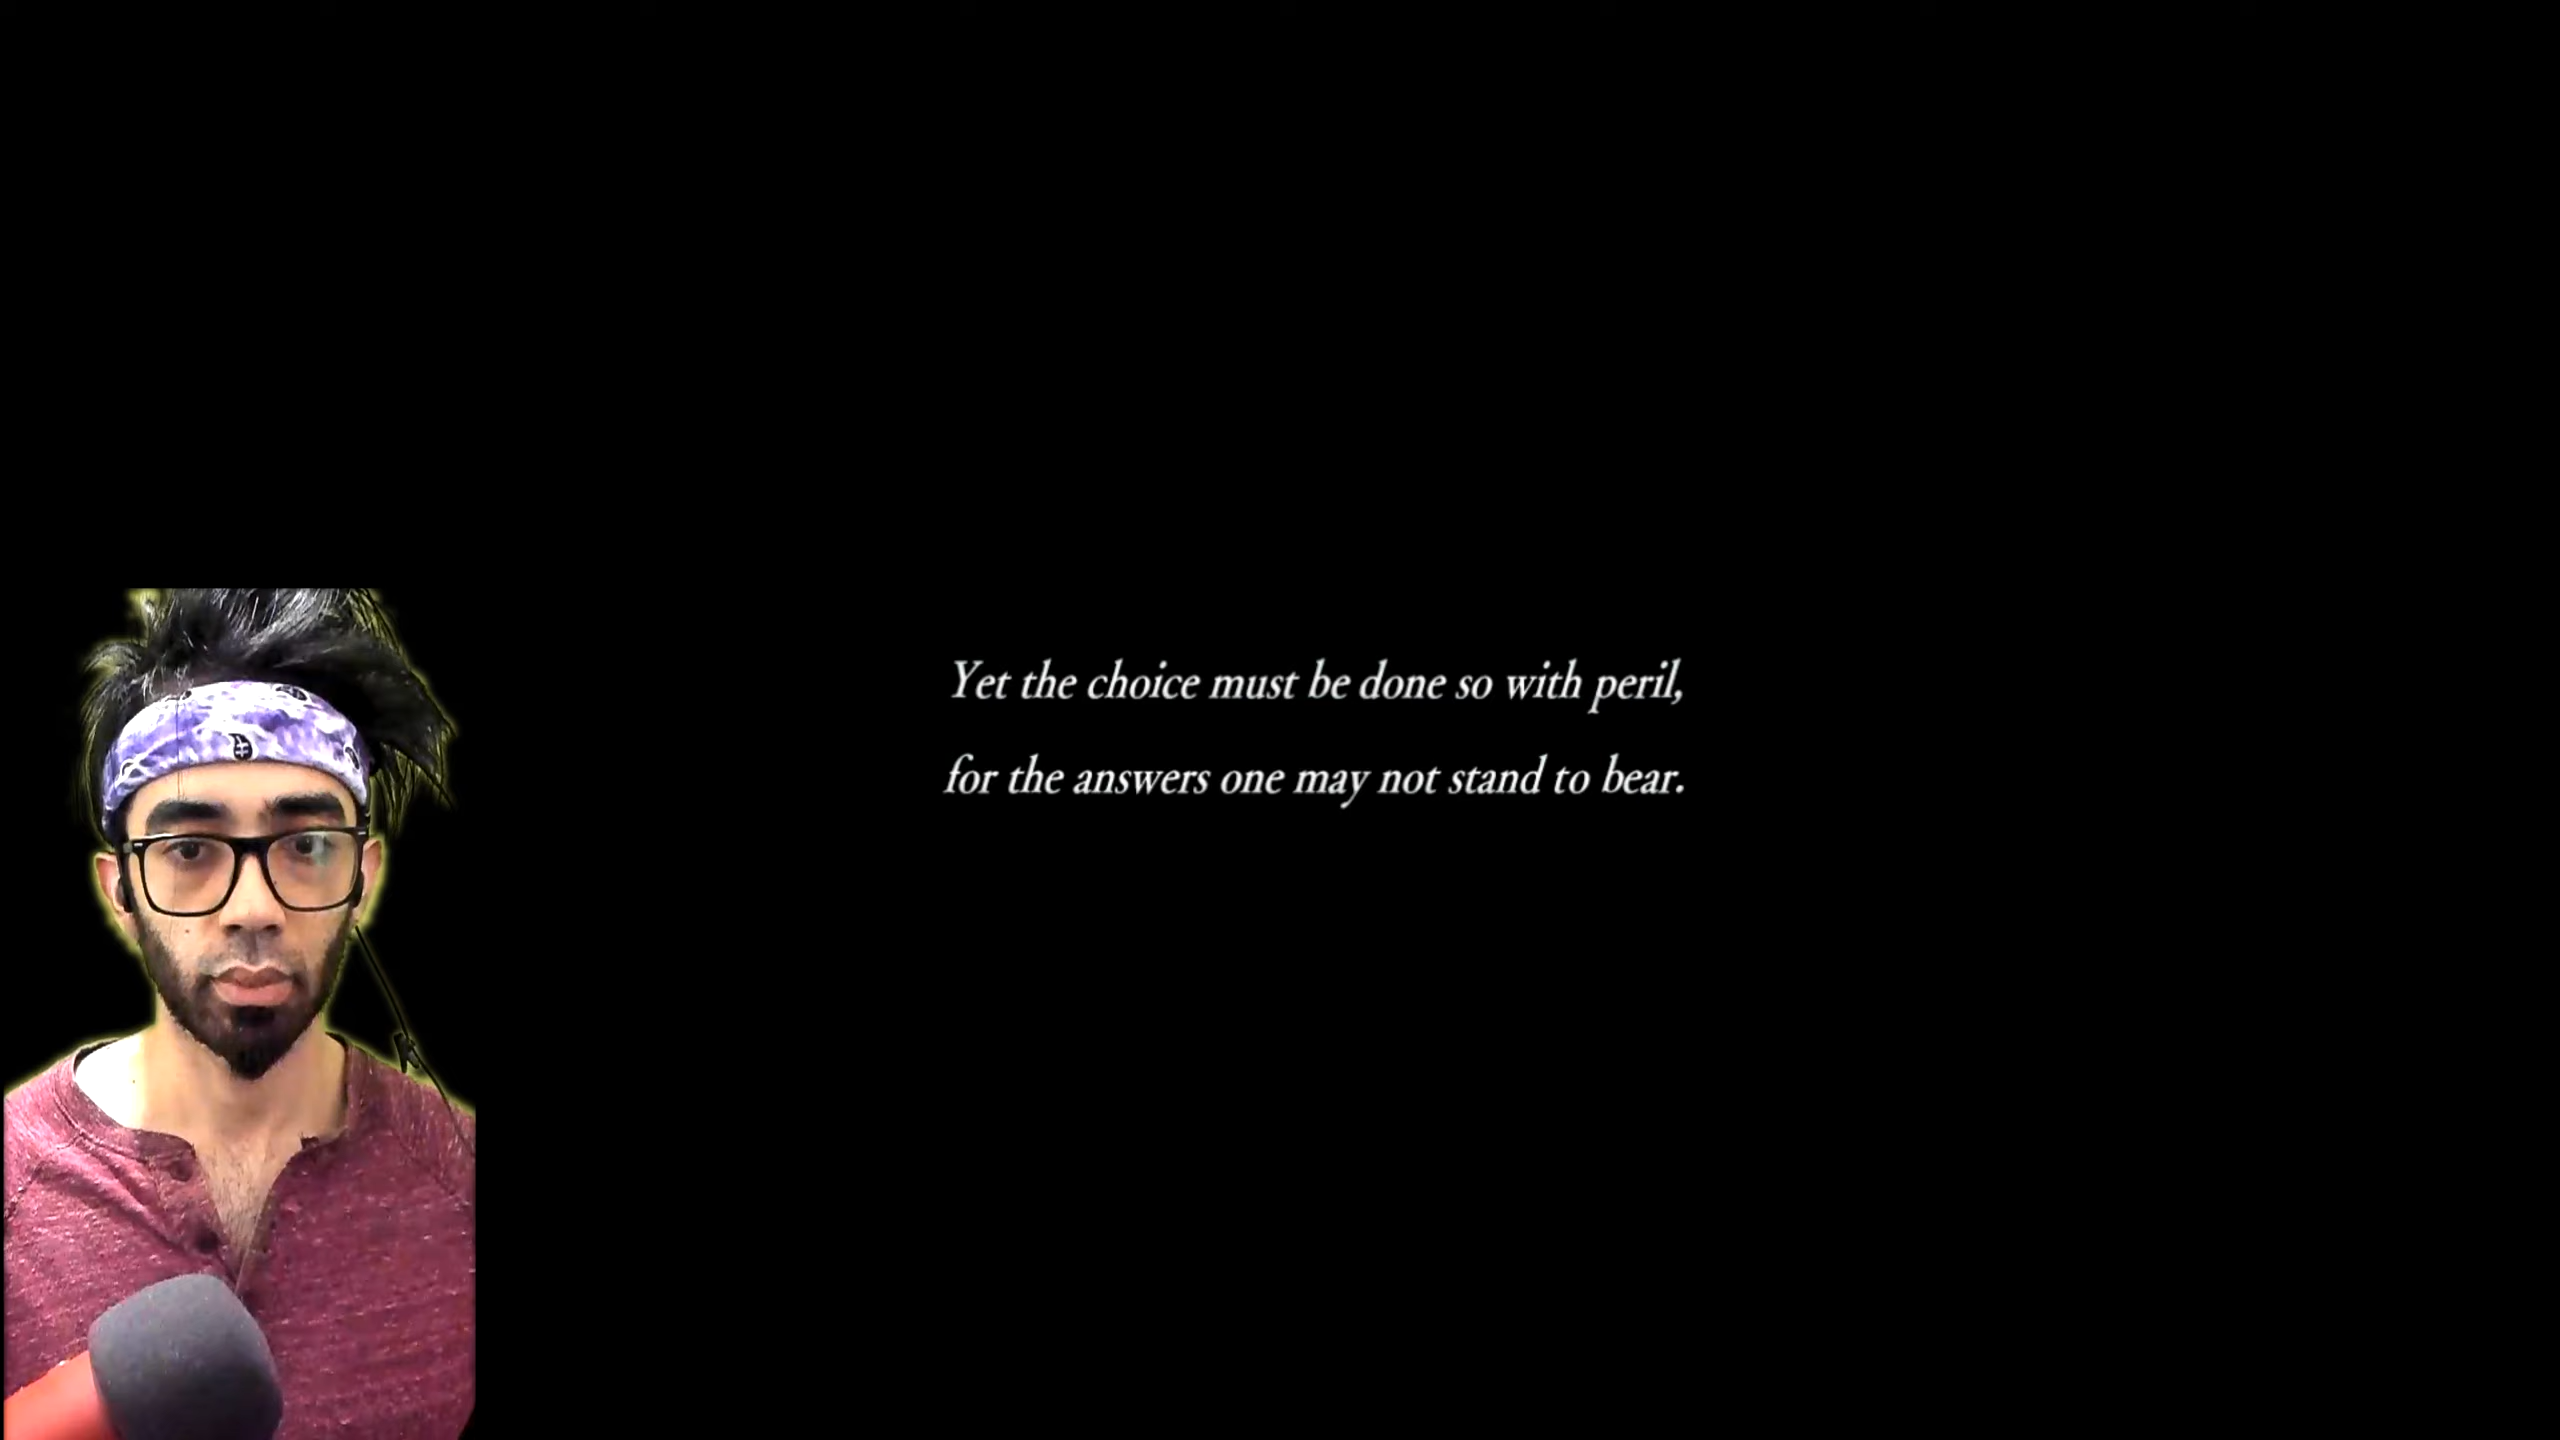 Yet the choice must be done so with peril,
for the answers one may not stand to bear.